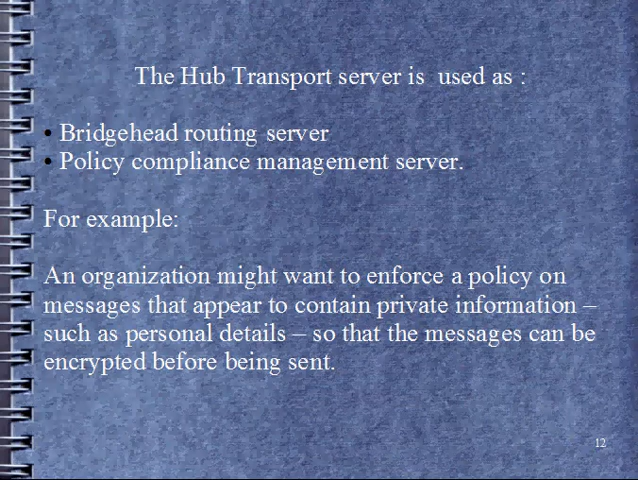 The Hub Transport server is  used as :
• Bridgehead routing server
• Policy compliance management server.
For example:
An organization might want to enforce a policy on
messages that appear to contain private information –
such as personal details – so that the messages can be
encrypted before being sent.
12